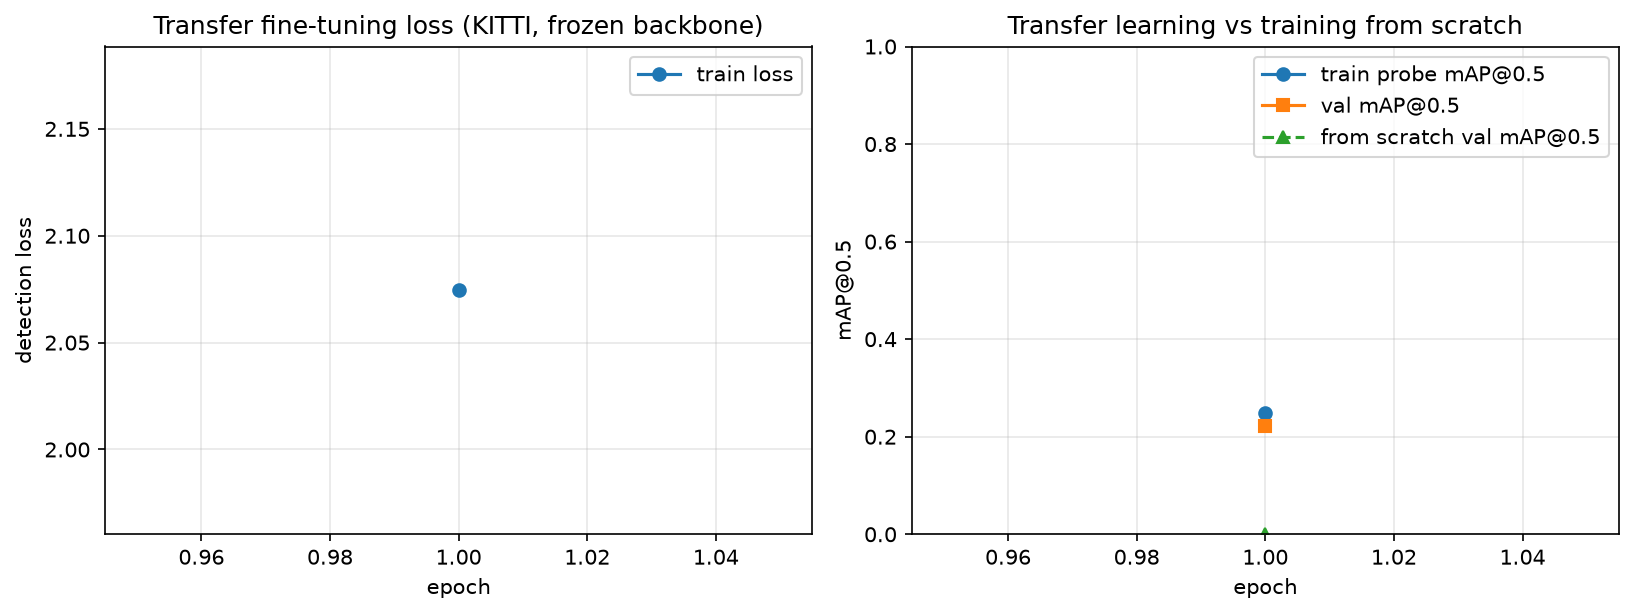 Transfer fine-tuning loss (KITTI, frozen backbone)
train loss
detection loss
2.15
2.10
2.05
2.00
0.96 0.98 1.00 1.02 1.04
epoch
Transfer learning vs training from scratch
train probe mAP@0.5
val mAP@0.5
from scratch val mAP@0.5
mAP@0.5
1.0
0.8
0.6
0.4
0.2
0.0
0.96 0.98 1.00 1.02 1.04
epoch